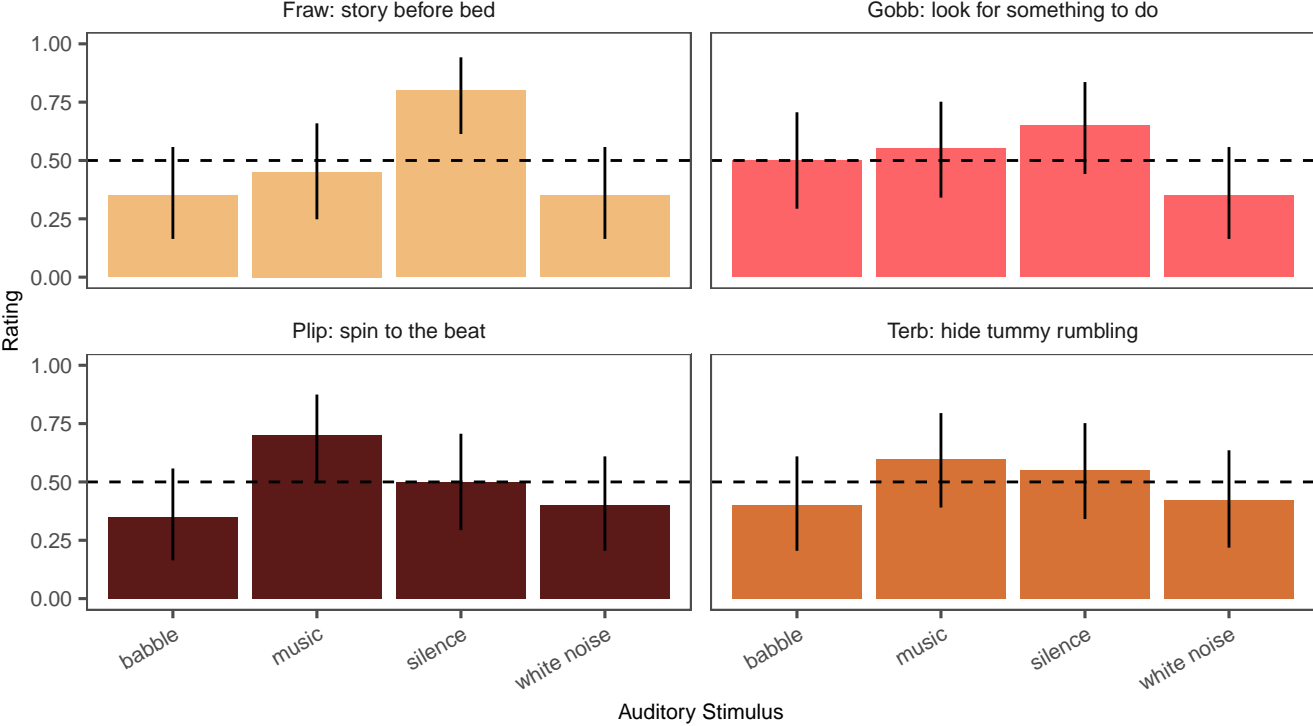 Fraw: story before bed
Gobb: look for something to do
1.00
0.75
0.50
0.25
0.00
Rating
Plip: spin to the beat
Terb: hide tummy rumbling
1.00
0.75
0.50
0.25
0.00
babble
music
silence
white noise
babble
music
silence
white noise
Auditory Stimulus